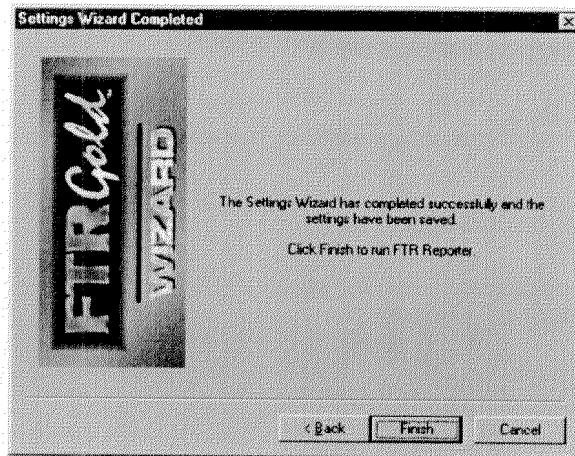 Settings Wizard Completed
FTR Gold
WIZARD
The Settings Wizard has completed successfully and the
settings have been saved.
Click Finish to run FTR Reporter.
< Back
Finish
Cancel